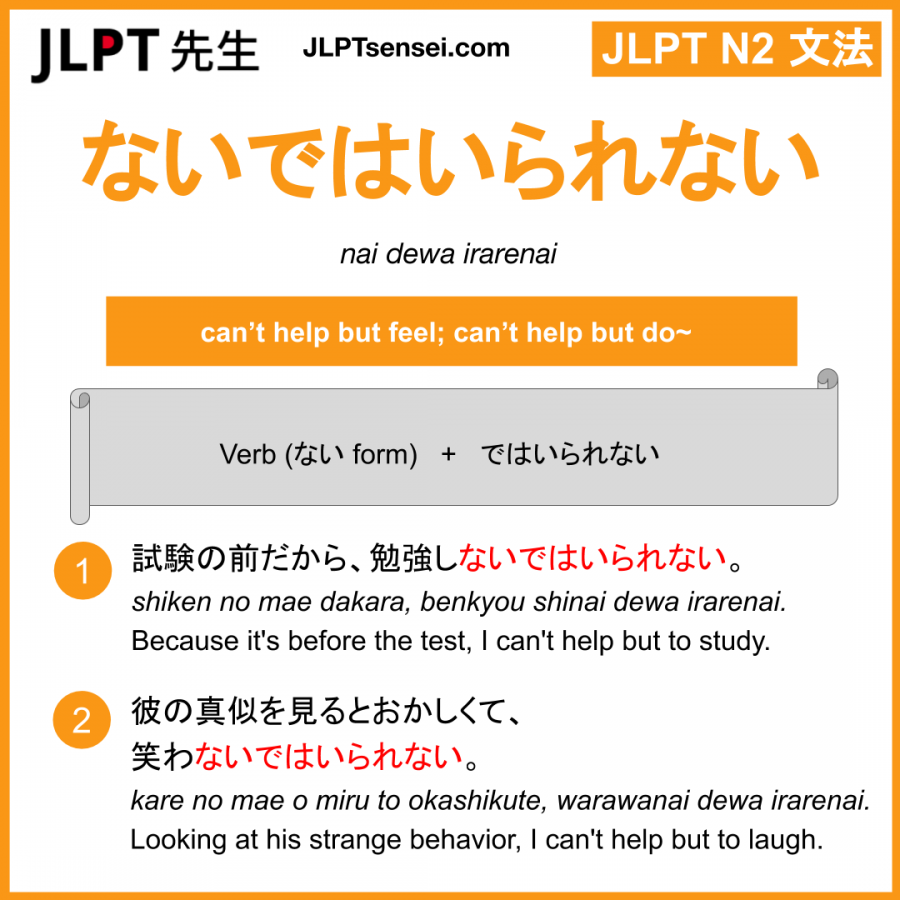 JLPT 先生
JLPTsensei.com
JLPT N2 文法
ないではいられない
nai dewa irarenai
can’t help but feel; can’t help but do~
Verb (ない form) + ではいられない
1
試験の前だから、勉強しないではいられない。
shiken no mae dakara, benkyou shinai dewa irarenai.
Because it's before the test, I can't help but to study.
2
彼の真似を見るとおかしくて、
笑わないではいられない。
kare no mae o miru to okashikute, warawanai dewa irarenai.
Looking at his strange behavior, I can't help but to laugh.